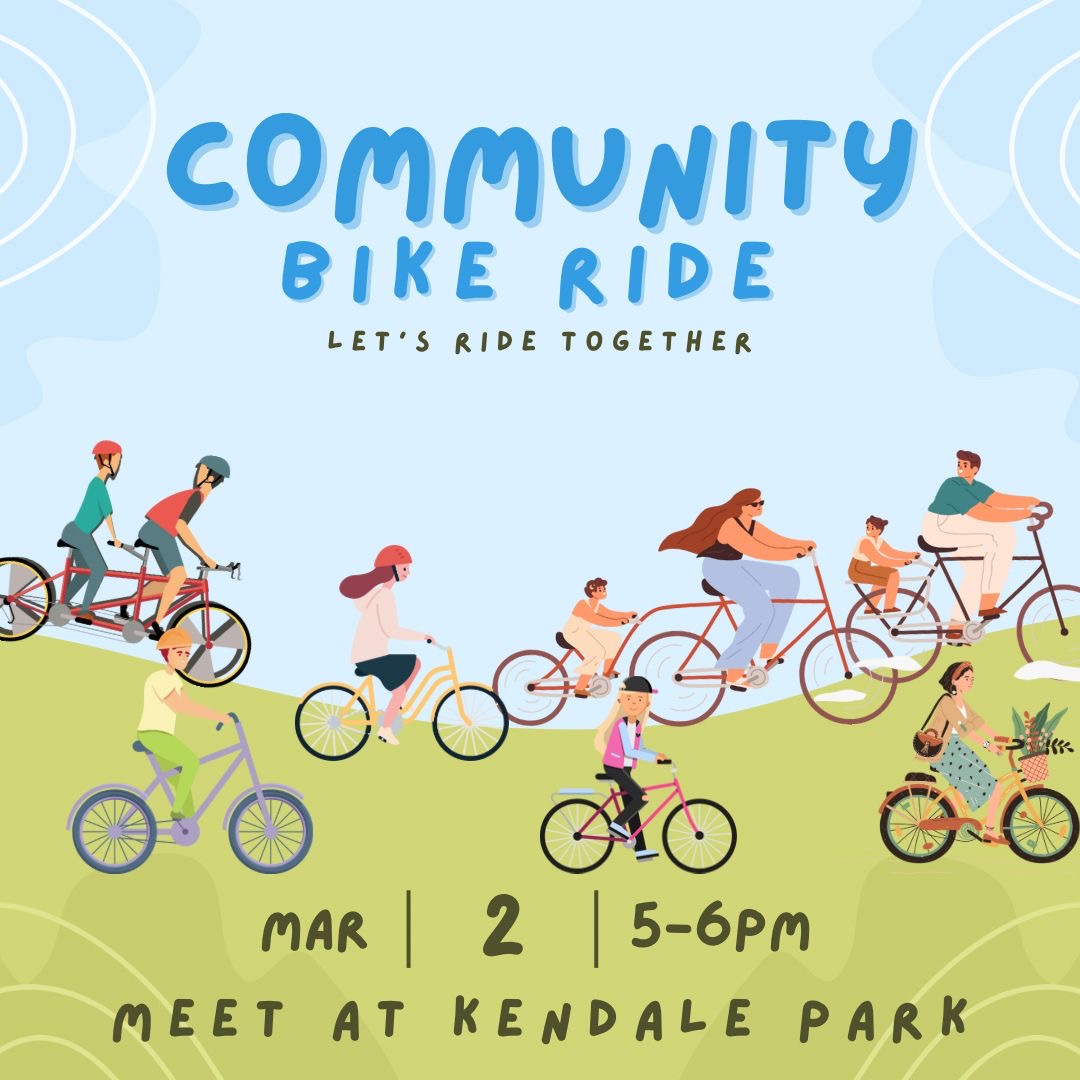 COMMUNITY
BIKE RIDE
LET'S RIDE TOGETHER
MAR | 2 | 5-6PM
MEET AT KENDALE PARK